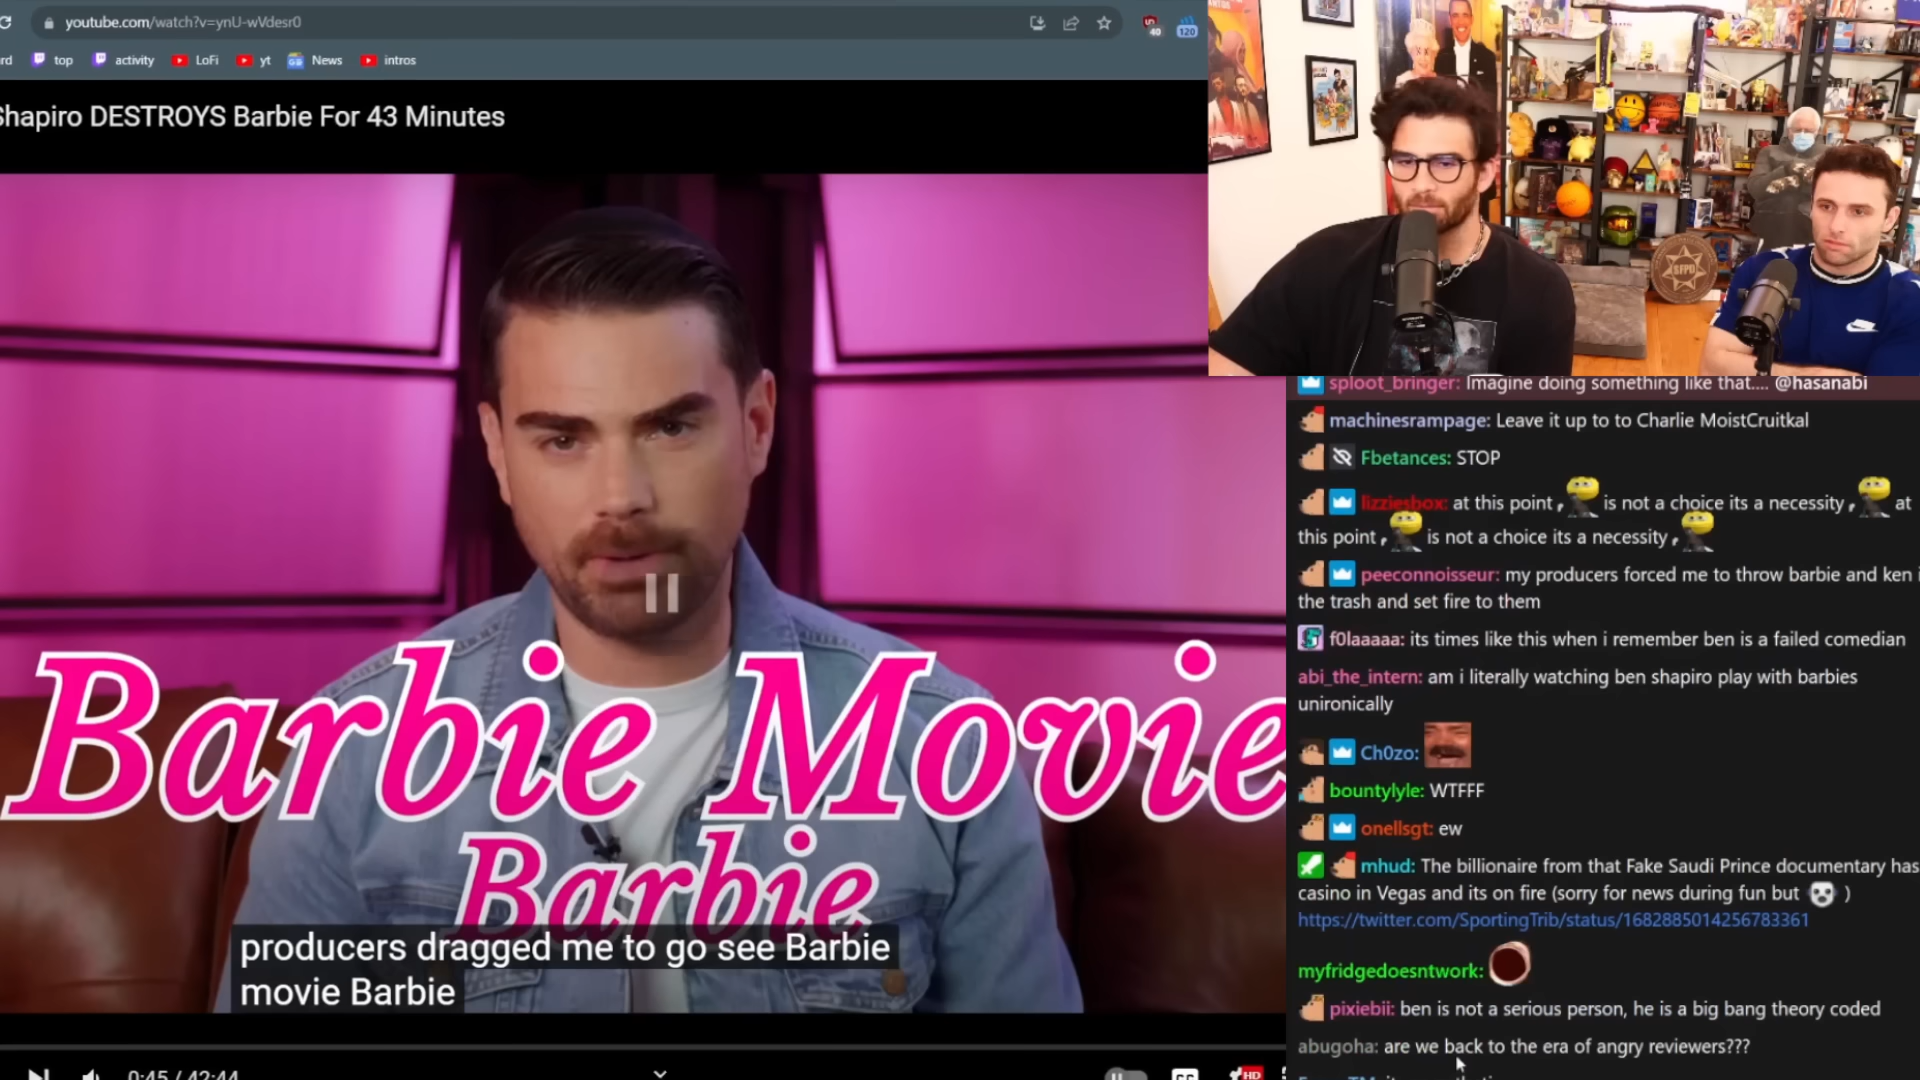 youtube.com/watch?v=ynU-wVdesr0
40
120
rd
top
activity
LoFi
yt
News
intros
Shapiro DESTROYS Barbie For 43 Minutes
Barbie Movie
Barbie
producers dragged me to go see Barbie
movie Barbie
0:45 / 42:44
CC
HD
SFPD
sploot_bringer: Imagine doing something like that.... @hasanabi
machinesrampage: Leave it up to to Charlie MoistCruitkal
Fbetances: STOP
lizziesbox: at this point , is not a choice its a necessity , at
this point , is not a choice its a necessity ,
peeconnoisseur: my producers forced me to throw barbie and ken i
the trash and set fire to them
f0laaaaa: its times like this when i remember ben is a failed comedian
abi_the_intern: am i literally watching ben shapiro play with barbies
unironically
Ch0zo:
bountylyle: WTFFF
onellsgt: ew
mhud: The billionaire from that Fake Saudi Prince documentary has
casino in Vegas and its on fire (sorry for news during fun but )
https://twitter.com/SportingTrib/status/1682885014256783361
myfridgedoesntwork:
pixiebii: ben is not a serious person, he is a big bang theory coded
abugoha: are we back to the era of angry reviewers???